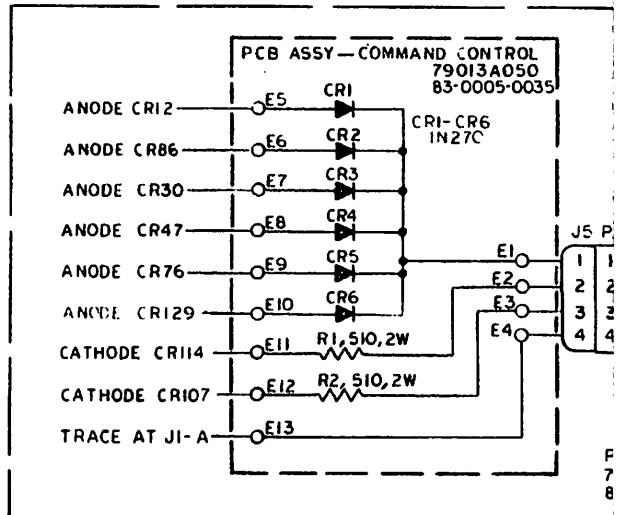 PCB ASSY—COMMAND CONTROL
79013A050
83-0005-0035
ANODE CR12 E5 CR1
CR1-CR6
1N270
ANODE CR86 E6 CR2
ANODE CR30 E7 CR3
ANODE CR47 E8 CR4
ANODE CR76 E9 CR5
ANODE CR129 E10 CR6
CATHODE CR114 E11 R1, 510, 2W
CATHODE CR107 E12 R2, 510, 2W
TRACE AT J1-A E13
J5 P
E1 1 1
E2 2 2
E3 3 3
E4 4 4
P
7
8